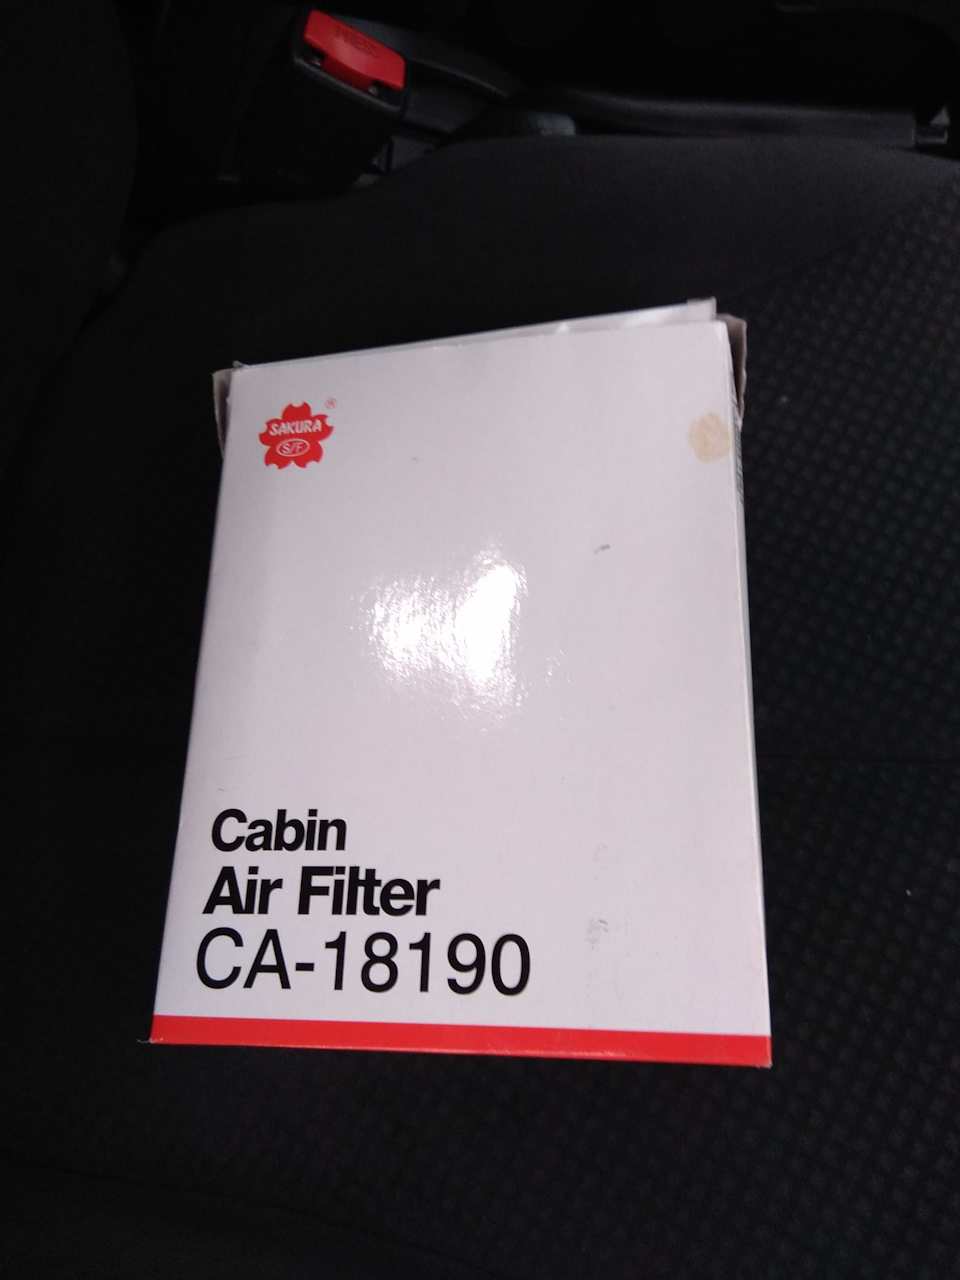 ®
SAKURA
S/F
Cabin
Air Filter
CA-18190